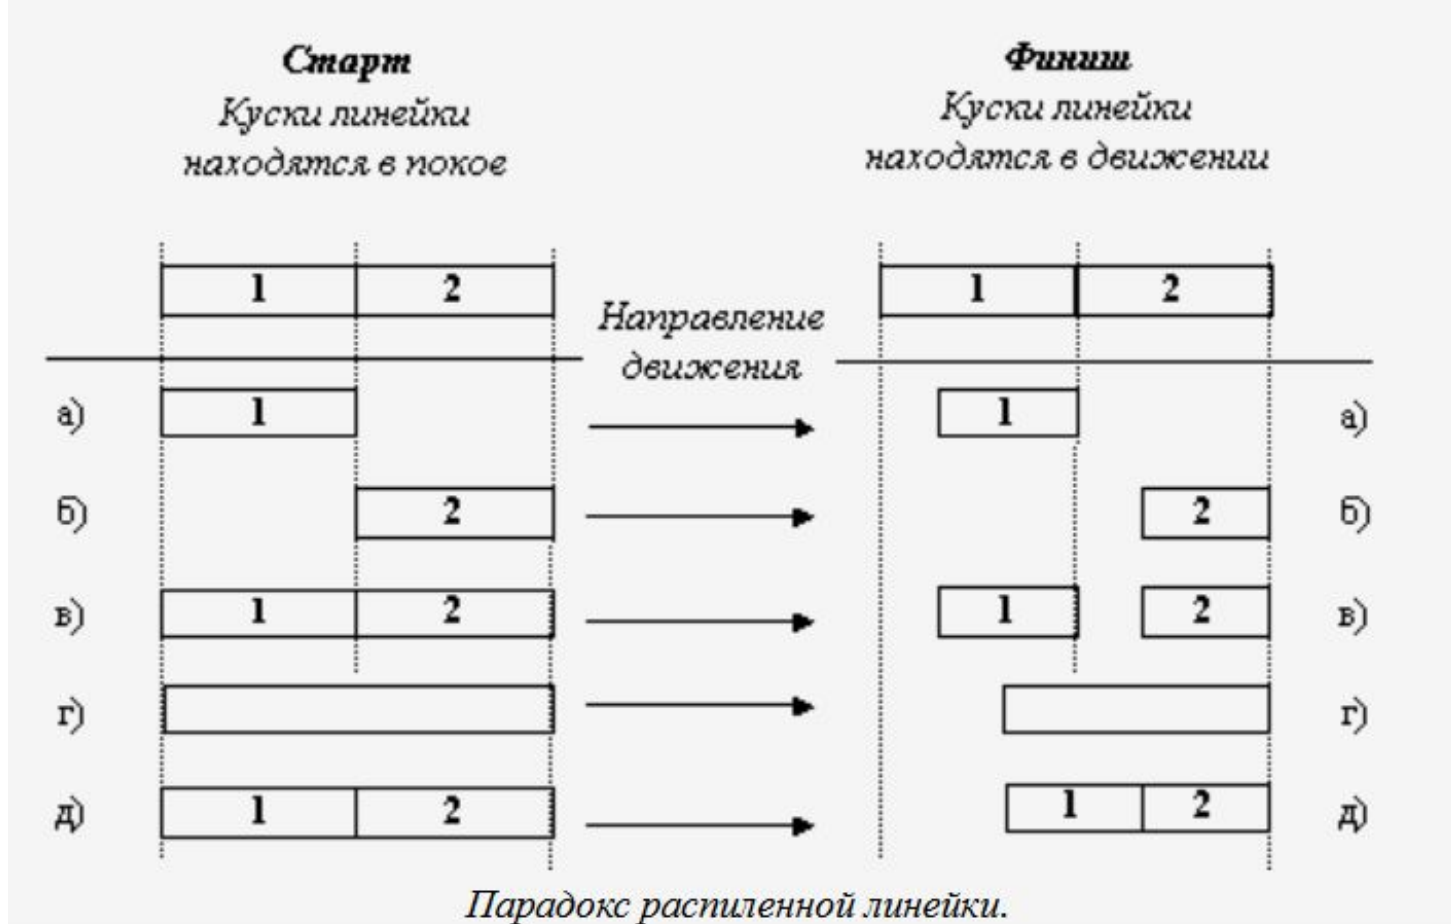 Старт
Куски линейки
находятся в покое
Финиш
Куски линейки
находятся в движении
1 2
Направление
движения
1 2
а) 1 1 а)
б) 2 2 б)
в) 1 2 1 2 в)
г) г)
д) 1 2 1 2 д)
Парадокс распиленной линейки.